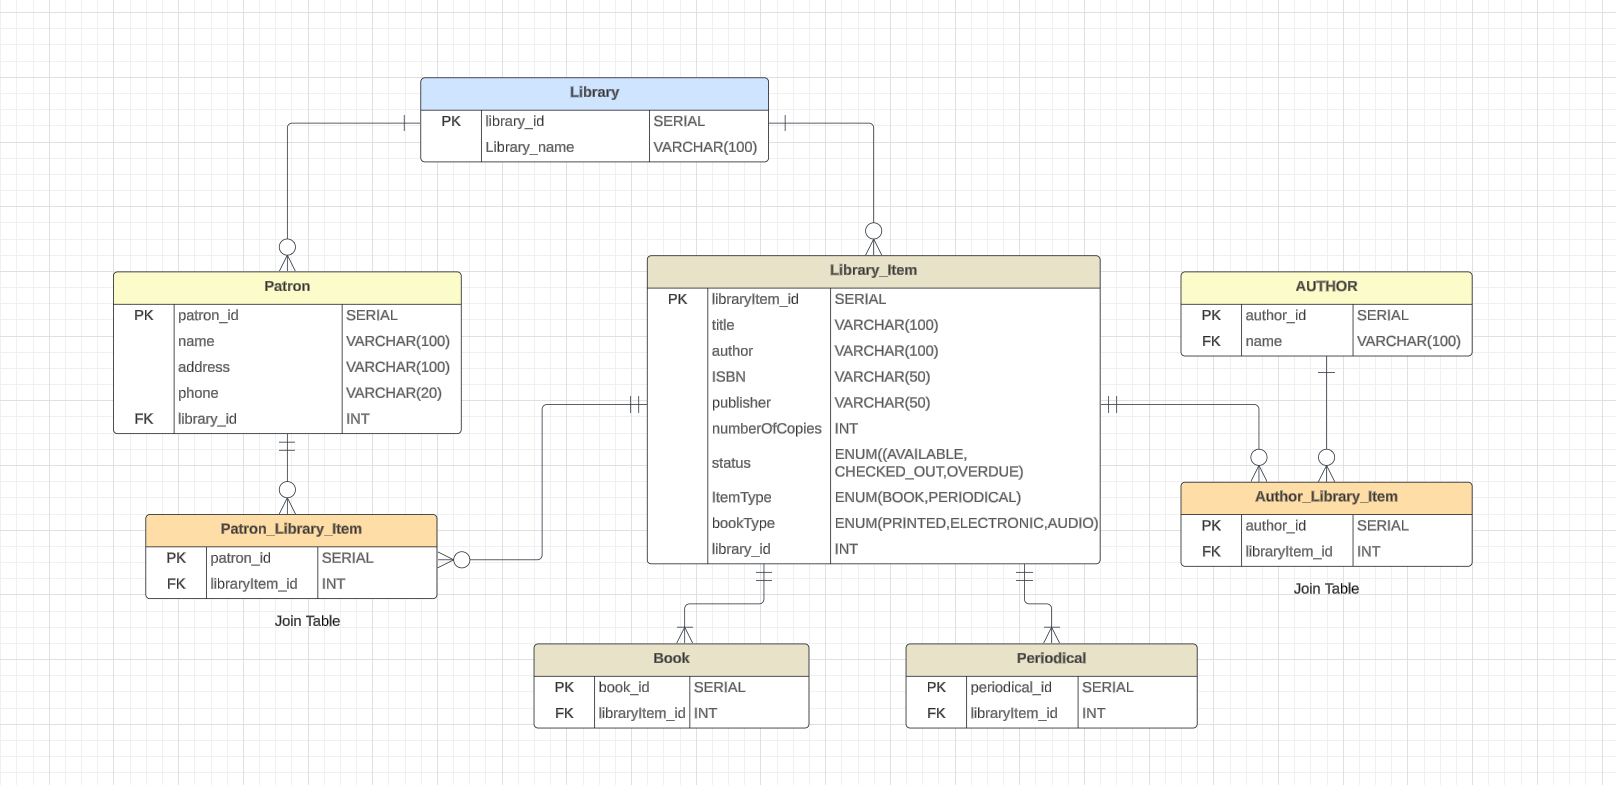 Library
PK library_id SERIAL
Library_name VARCHAR(100)
Patron
PK patron_id SERIAL
name VARCHAR(100)
address VARCHAR(100)
phone VARCHAR(20)
FK library_id INT
Library_Item
PK libraryItem_id SERIAL
title VARCHAR(100)
author VARCHAR(100)
ISBN VARCHAR(50)
publisher VARCHAR(50)
numberOfCopies INT
status ENUM((AVAILABLE,
CHECKED_OUT,OVERDUE)
ItemType ENUM(BOOK,PERIODICAL)
bookType ENUM(PRINTED,ELECTRONIC,AUDIO)
library_id INT
AUTHOR
PK author_id SERIAL
FK name VARCHAR(100)
Patron_Library_Item
PK patron_id SERIAL
FK libraryItem_id INT
Join Table
Author_Library_Item
PK author_id SERIAL
FK libraryItem_id INT
Join Table
Book
PK book_id SERIAL
FK libraryItem_id INT
Periodical
PK periodical_id SERIAL
FK libraryItem_id INT